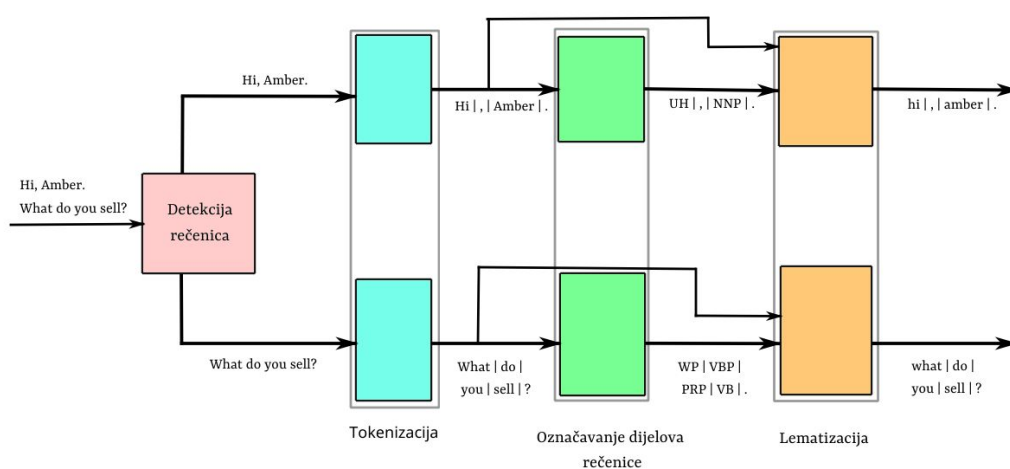 Hi, Amber.
Hi | , | Amber | .
UH | , | NNP | .
hi | , | amber | .
Hi, Amber.
What do you sell?
Detekcija
rečenica
What do you sell?
What | do |
you | sell | ?
WP | VBP |
PRP | VB | .
what | do |
you | sell | ?
Tokenizacija
Označavanje dijelova
rečenice
Lematizacija